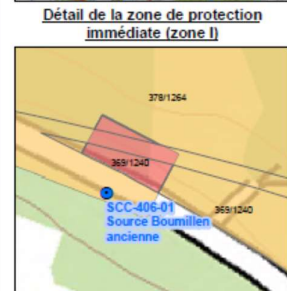 Détail de la zone de protection
immédiate (zone I)
378/1264
369/1240
SCC-406-01
369/1240
Source Boumillen
ancienne